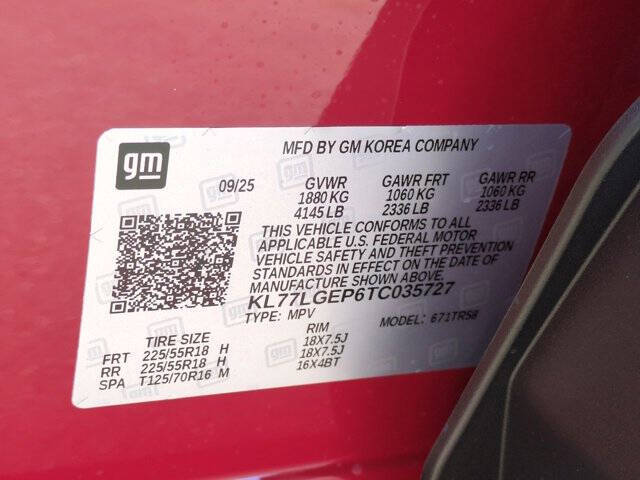 gm
MFD BY GM KOREA COMPANY
09/25 GVWR GAWR FRT GAWR RR
1880 KG 1060 KG 1060 KG
4145 LB 2336 LB 2336 LB
THIS VEHICLE CONFORMS TO ALL
APPLICABLE U.S. FEDERAL MOTOR
VEHICLE SAFETY AND THEFT PREVENTION
STANDARDS IN EFFECT ON THE DATE OF
MANUFACTURE SHOWN ABOVE.
KL77LGEP6TC035727
TYPE: MPV MODEL: 671TR58
TIRE SIZE RIM
FRT 225/55R18 H 18X7.5J
RR 225/55R18 H 18X7.5J
SPA T125/70R16 M 16X4BT